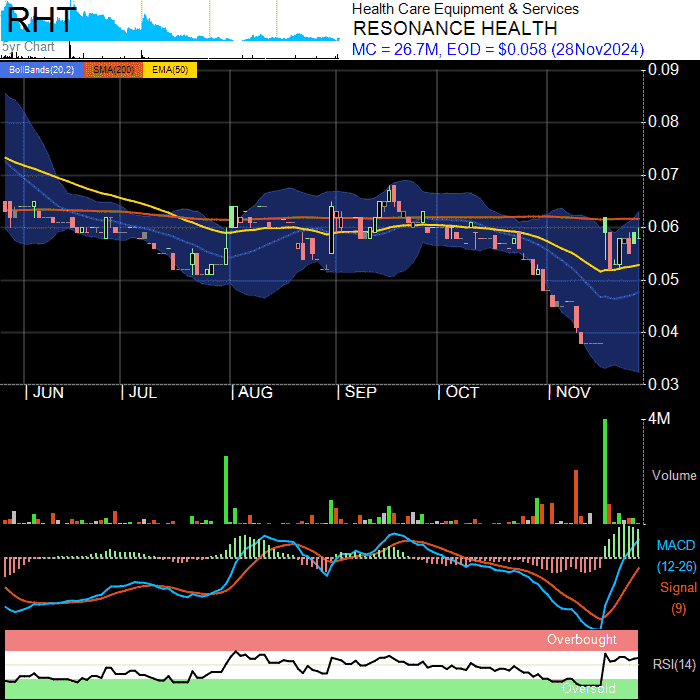 RHT
5yr Chart
Health Care Equipment & Services
RESONANCE HEALTH
MC = 26.7M, EOD = $0.058 (28Nov2024)
BollBands(20,2) SMA(200) EMA(50)
0.09
0.08
0.07
0.06
0.05
0.04
0.03
JUN JUL AUG SEP OCT NOV
4M
Volume
MACD
(12-26)
Signal
(9)
Overbought
RSI(14)
Oversold